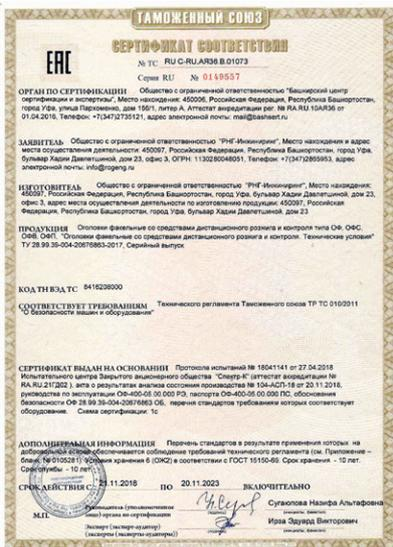 ТАМОЖЕННЫЙ СОЮЗ
СЕРТИФИКАТ СООТВЕТСТВИЯ
ЕАС
№ ТС RU C-RU.АЯ36.В.01073
Серия RU № 0149557
ОРГАН ПО СЕРТИФИКАЦИИ Общество с ограниченной ответственностью "Башкирский центр
сертификации и экспертизы", Место нахождения: 450006, Российская Федерация, Республика Башкортостан,
город Уфа, улица Пархоменко, дом 156/1, литер А. Аттестат аккредитации рег. № RA.RU.10АЯ36 от
01.04.2016, Телефон: +7(347)2735121, адрес электронной почты: mail@bashsert.ru
ЗАЯВИТЕЛЬ Общество с ограниченной ответственностью "РНГ-Инжиниринг", Место нахождения и адрес
места осуществления деятельности: 450097, Российская Федерация, Республика Башкортостан, город Уфа,
бульвар Хадии Давлетшиной, дом 23, офис 3, ОГРН: 1130280048051, Телефон: +7(347)2865953, адрес
электронной почты: info@rogeng.ru
ИЗГОТОВИТЕЛЬ Общество с ограниченной ответственностью "РНГ-Инжиниринг", Место нахождения:
450097, Российская Федерация, Республика Башкортостан, город Уфа, бульвар Хадии Давлетшиной, дом 23,
офис 3, адрес места осуществления деятельности по изготовлению продукции: 450097, Российская
Федерация, Республика Башкортостан, город Уфа, бульвар Хадии Давлетшиной, дом 23
ПРОДУКЦИЯ Оголовки факельные со средствами дистанционного розжига и контроля типа ОФ, ОФС,
ОФВ, ОФП, "Оголовки факельные со средствами дистанционного розжига и контроля. Технические условия"
ТУ 28.99.39-004-20676863-2017, Серийный выпуск
КОД ТН ВЭД ТС 8416208000
СООТВЕТСТВУЕТ ТРЕБОВАНИЯМ Технического регламента Таможенного союза ТР ТС 010/2011
"О безопасности машин и оборудования"
СЕРТИФИКАТ ВЫДАН НА ОСНОВАНИИ Протокола испытаний № 18041141 от 27.04.2018
Испытательного центра Закрытого акционерного общества "Спектр-К" (аттестат аккредитации №
RA.RU.21ГД02 ), акта о результатах анализа состояния производства № 104-АСП-18 от 20.11.2018,
руководства по эксплуатации ОФ-400-05.00.000 РЭ, паспорта ОФ-400-05.00.000 ПС, обоснования
безопасности ОФ 28.99.39-004-20676863 ОБ, перечня стандартов требованиям которых соответствует
оборудование. Схема сертификации: 1с
ДОПОЛНИТЕЛЬНАЯ ИНФОРМАЦИЯ Перечень стандартов в результате применения которых на
добровольной основе обеспечивается соблюдение требований технического регламента (см. Приложение -
бланк № 0105281) Условия хранения 6 (ОЖ2) в соответствии с ГОСТ 15150-69. Срок хранения - 10 лет.
Срок службы - 10 лет.
СРОК ДЕЙСТВИЯ С 21.11.2018 ПО 20.11.2023
М.П. Руководитель (уполномоченное лицо) органа по сертификации
Сугаюпова Назифа Альтафовна
Эксперт (эксперт-аудитор) (эксперты (эксперты-аудиторы))
Ирза Эдуард Викторович